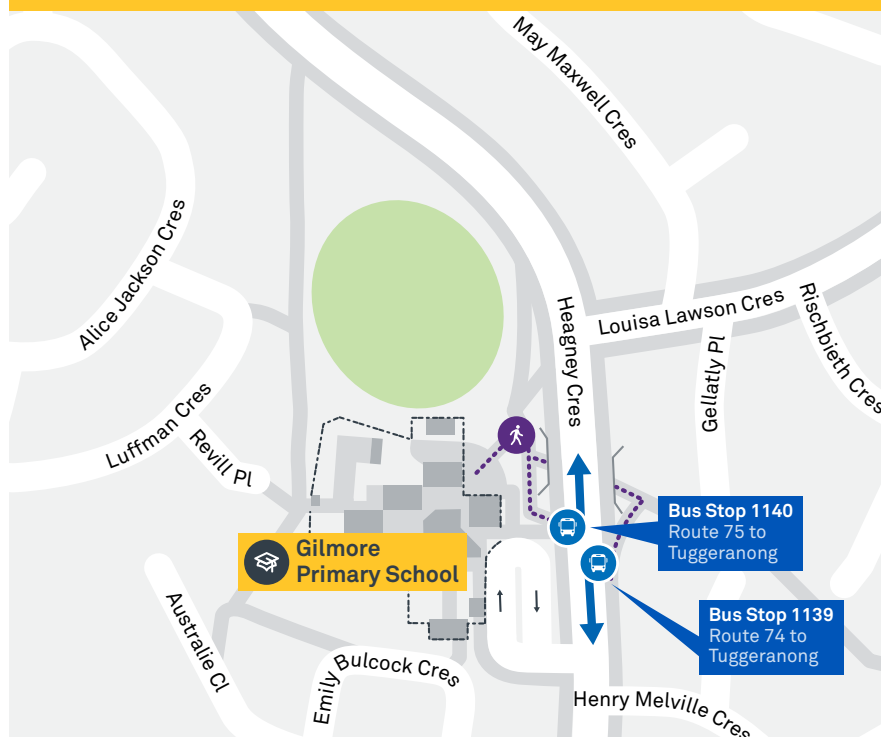 May Maxwell Cres
Alice Jackson Cres
Heagney Cres
Louisa Lawson Cres
Rischbieth Cres
Gellatly Pl
Luffman Cres
Revill Pl
Bus Stop 1140
Route 75 to
Tuggeranong
Gilmore
Primary School
Bus Stop 1139
Route 74 to
Tuggeranong
Australie Cl
Emily Bulcock Cres
Henry Melville Cres